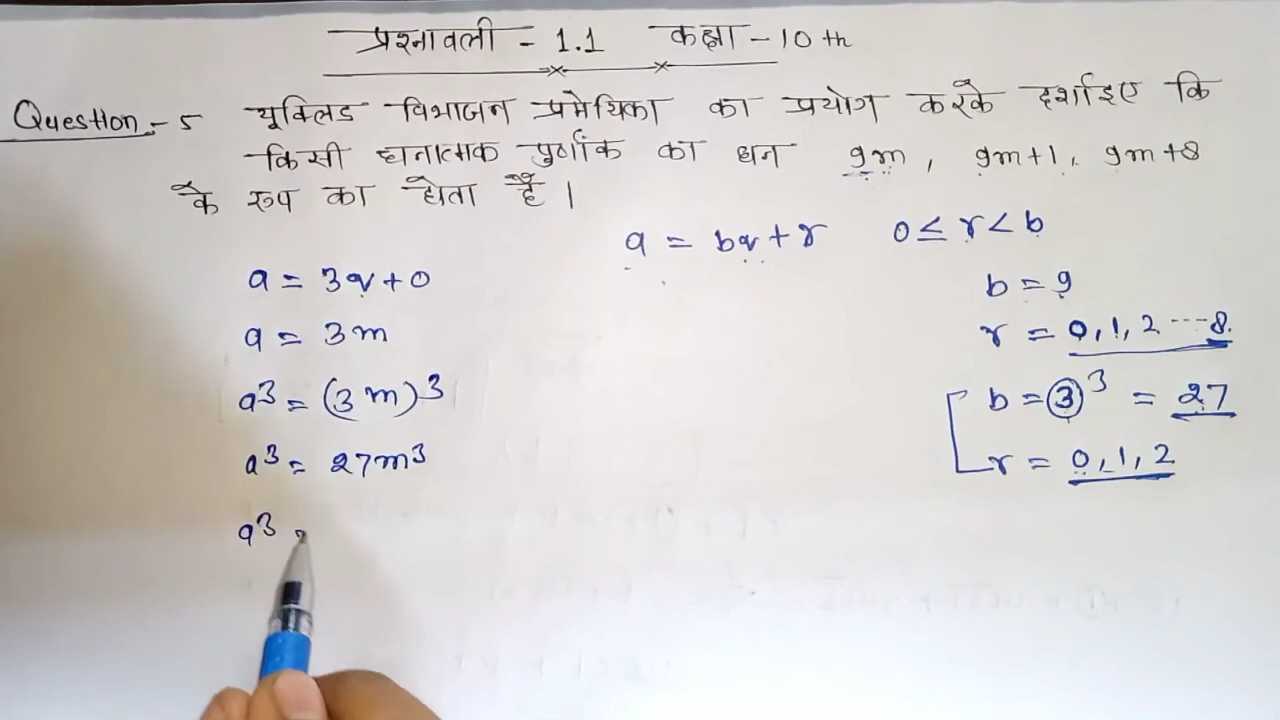 प्रश्नावली - 1.1 कक्षा - 10 th
Question - 5 यूक्लिड विभाजन प्रमेयिका का प्रयोग करके दर्शाइए कि
किसी धनात्मक पुर्णांक का घन 9m, 9m+1, 9m+8
के रुप का होता है।
a = bq + r 0 ≤ r < b
a = 3q + 0
a = 3m
a³ = (3m)³
a³ = 27m³
a³ =
b = 9
r = 0, 1, 2 ---- 8.
b = 3³ = 27
r = 0, 1, 2